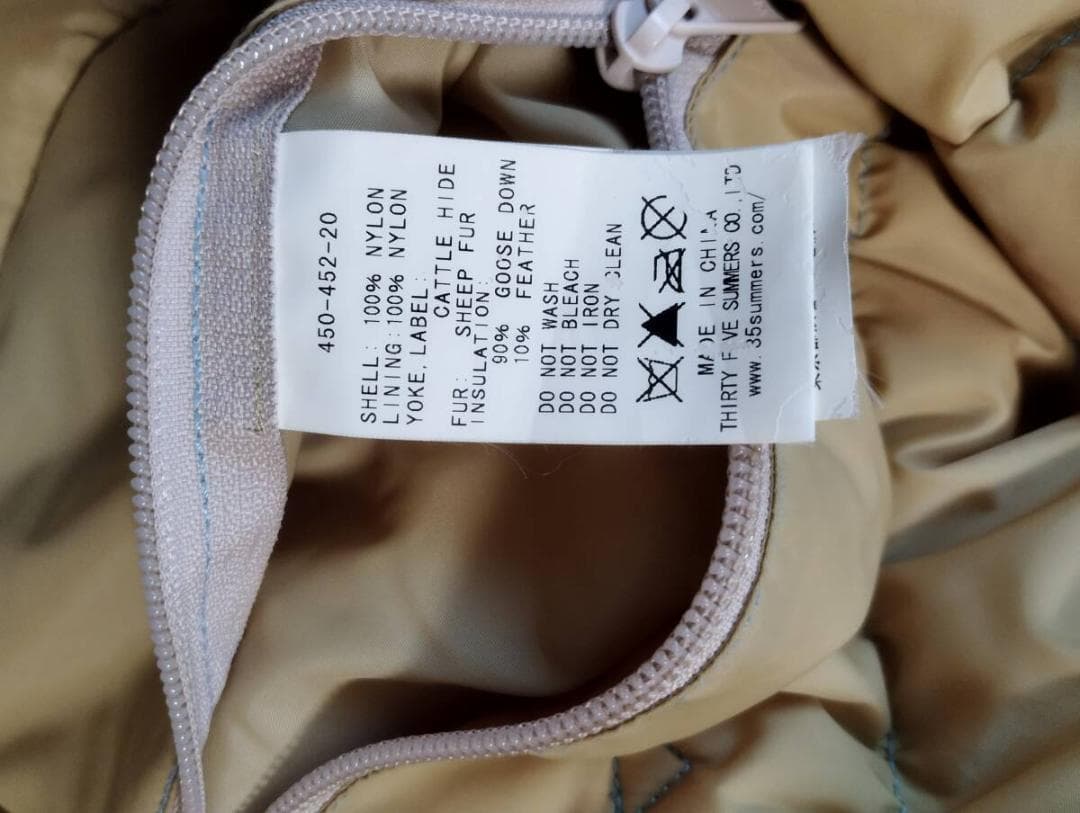 450-452-20
SHELL: 100% NYLON
LINING:100% NYLON
YOKE, LABEL:
CATTLE HIDE
FUR: SHEEP FUR
INSULATION:
90% GOOSE DOWN
10% FEATHER
DO NOT WASH
DO NOT BLEACH
DO NOT IRON
DO NOT DRY CLEAN
MADE IN CHINA
THIRTY FIVE SUMMERS CO.,LTD
www.35summers.com/